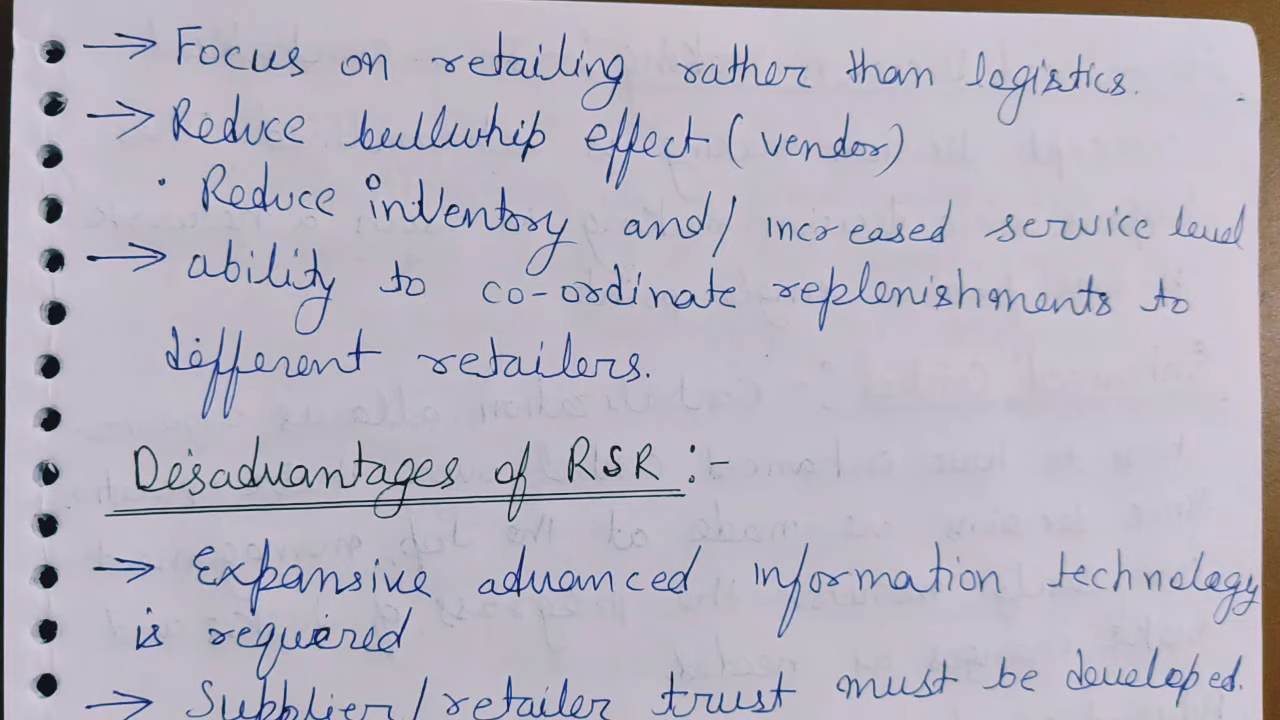 → Focus on retailing rather than logistics.
→ Reduce bullwhip effect (vendor)
· Reduce inventory and/ increased service level
→ ability to co-ordinate replenishments to
different retailers.
Disadvantages of RSR :-
→ Expansive advanced information technology
is required
→ Supplier/retailer trust must be developed.